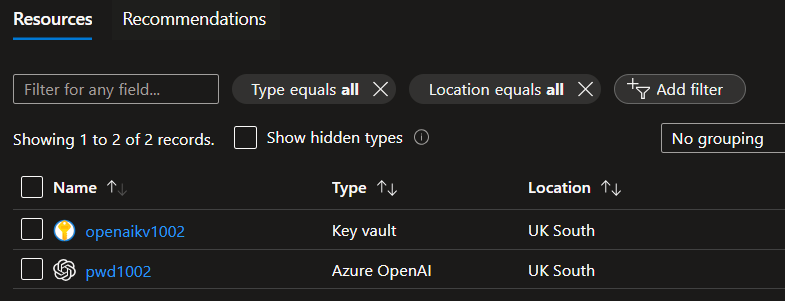 Resources Recommendations
Filter for any field... Type equals all Location equals all Add filter
Showing 1 to 2 of 2 records. Show hidden types No grouping
Name Type Location
openaikv1002 Key vault UK South
pwd1002 Azure OpenAI UK South